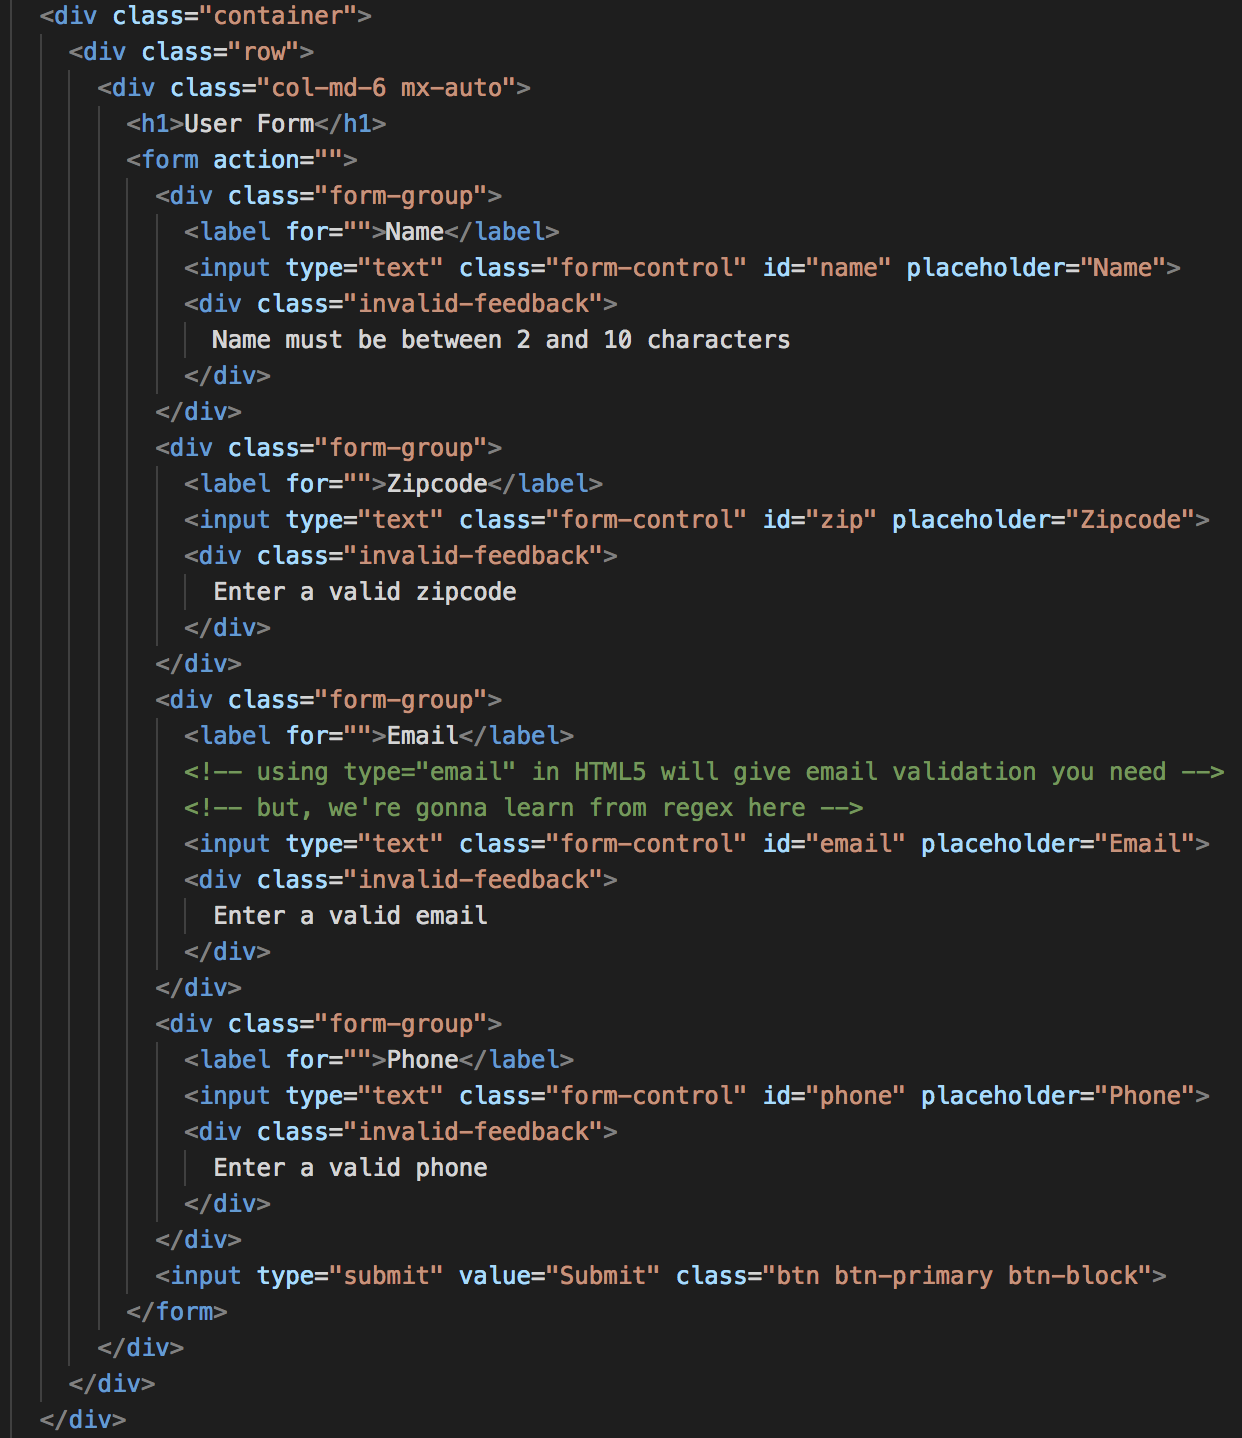 <div class="container">
<div class="row">
<div class="col-md-6 mx-auto">
<h1>User Form</h1>
<form action="">
<div class="form-group">
<label for="">Name</label>
<input type="text" class="form-control" id="name" placeholder="Name">
<div class="invalid-feedback">
Name must be between 2 and 10 characters
</div>
</div>
<div class="form-group">
<label for="">Zipcode</label>
<input type="text" class="form-control" id="zip" placeholder="Zipcode">
<div class="invalid-feedback">
Enter a valid zipcode
</div>
</div>
<div class="form-group">
<label for="">Email</label>
<!-- using type="email" in HTML5 will give email validation you need -->
<!-- but, we're gonna learn from regex here -->
<input type="text" class="form-control" id="email" placeholder="Email">
<div class="invalid-feedback">
Enter a valid email
</div>
</div>
<div class="form-group">
<label for="">Phone</label>
<input type="text" class="form-control" id="phone" placeholder="Phone">
<div class="invalid-feedback">
Enter a valid phone
</div>
</div>
<input type="submit" value="Submit" class="btn btn-primary btn-block">
</form>
</div>
</div>
</div>